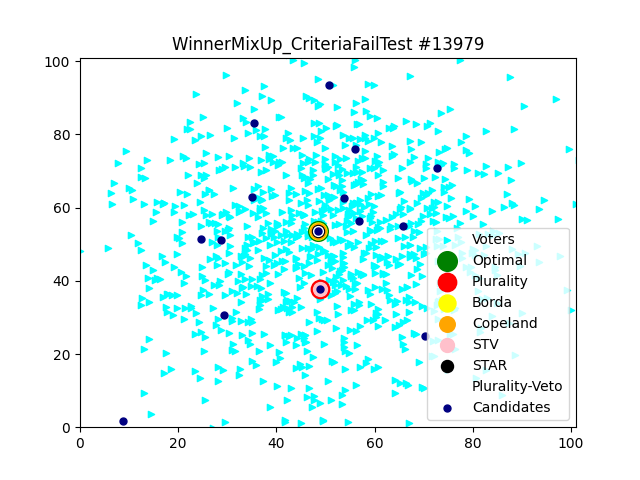 WinnerMixUp_CriteriaFailTest #13979
100
80
60
40
20
0
0
20
40
60
80
100
Voters
Optimal
Plurality
Borda
Copeland
STV
STAR
Plurality-Veto
Candidates